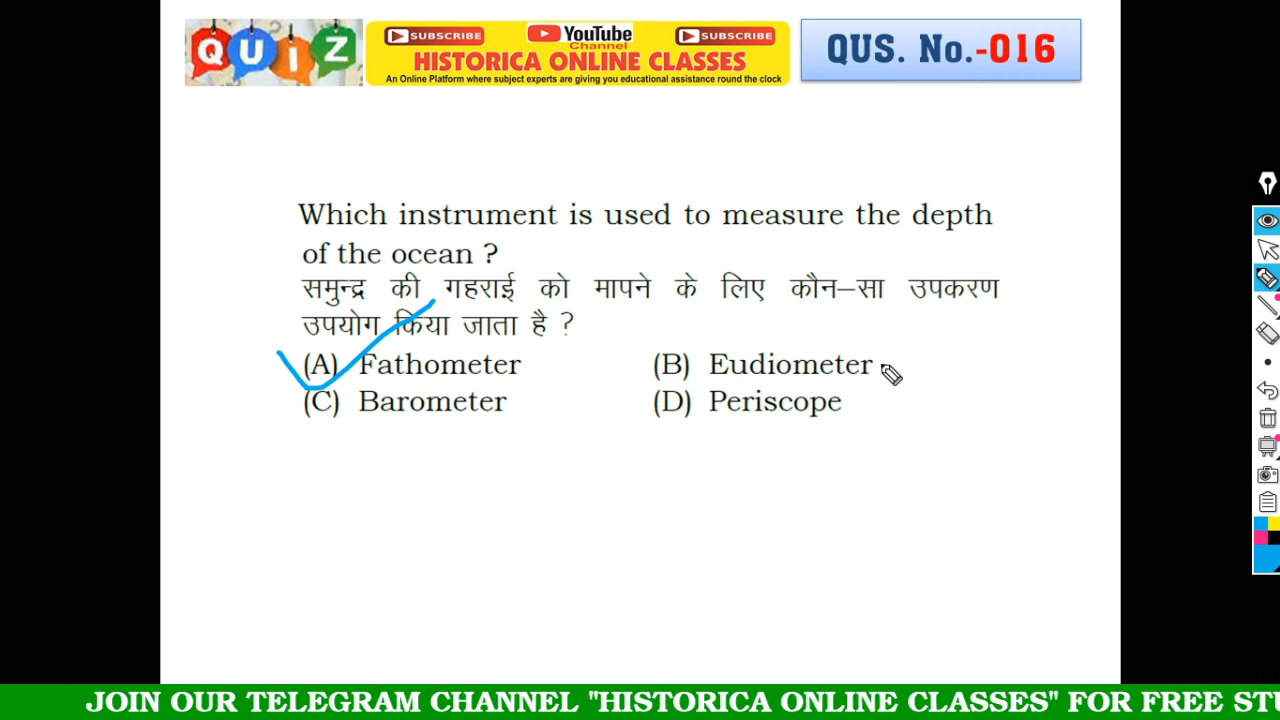 QUIZ
SUBSCRIBE YouTube SUBSCRIBE
Channel
HISTORICA ONLINE CLASSES
An Online Platform where subject experts are giving you educational assistance round the clock
QUS. No.-016
Which instrument is used to measure the depth
of the ocean ?
समुन्द्र की गहराई को मापने के लिए कौन–सा उपकरण
उपयोग किया जाता है ?
(A) Fathometer (B) Eudiometer
(C) Barometer (D) Periscope
JOIN OUR TELEGRAM CHANNEL "HISTORICA ONLINE CLASSES" FOR FREE STU